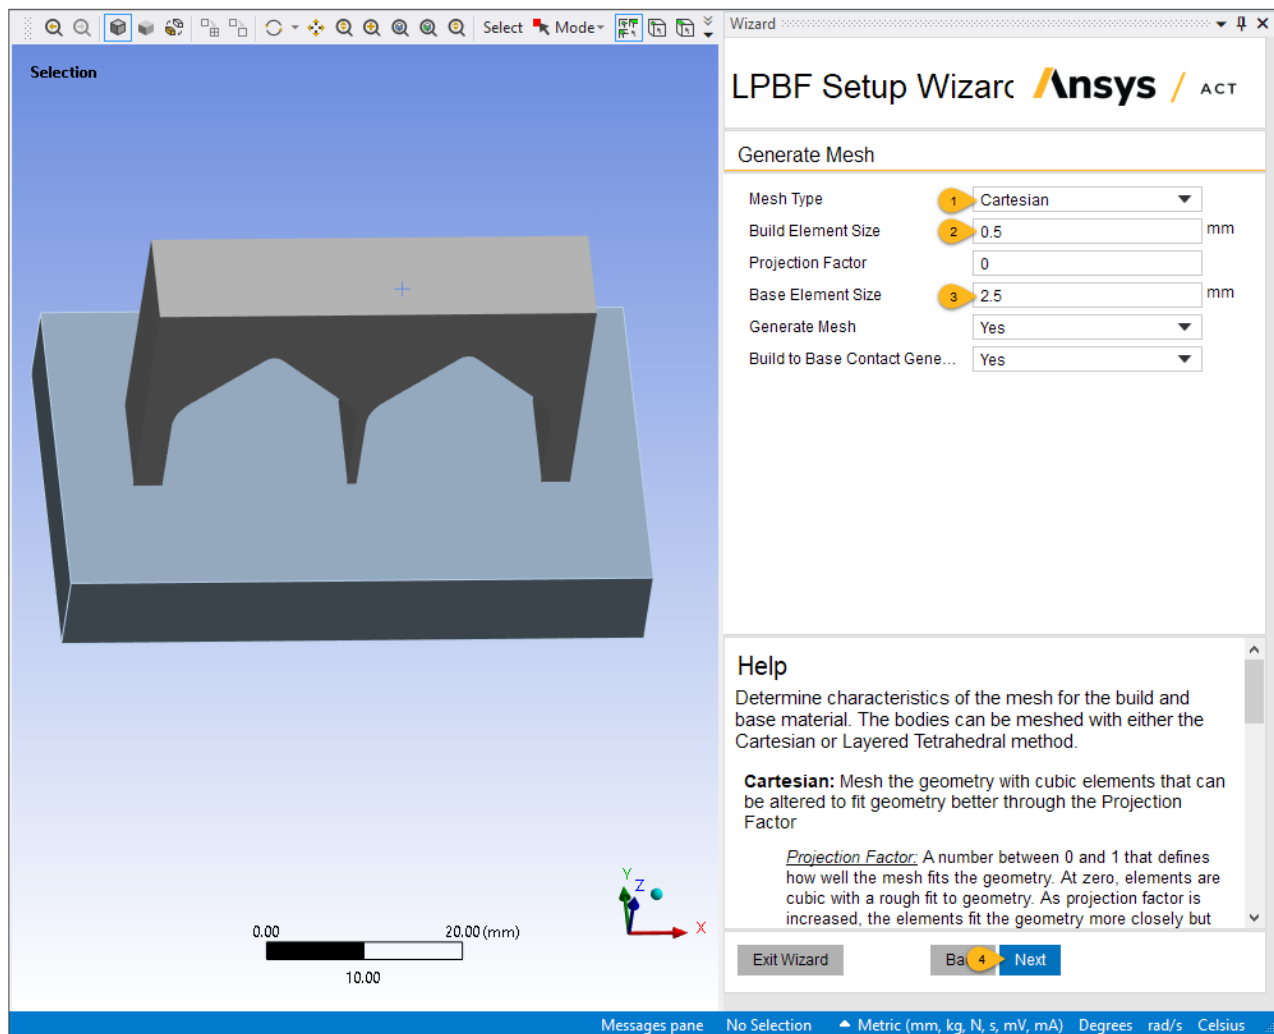 Select Mode
Wizard
Selection
LPBF Setup Wizard Ansys / ACT
Generate Mesh
Mesh Type 1 Cartesian
Build Element Size 2 0.5 mm
Projection Factor 0
Base Element Size 3 2.5 mm
Generate Mesh Yes
Build to Base Contact Gene... Yes
Help
Determine characteristics of the mesh for the build and
base material. The bodies can be meshed with either the
Cartesian or Layered Tetrahedral method.
Cartesian: Mesh the geometry with cubic elements that can
be altered to fit geometry better through the Projection
Factor
Projection Factor: A number between 0 and 1 that defines
how well the mesh fits the geometry. At zero, elements are
cubic with a rough fit to geometry. As projection factor is
increased, the elements fit the geometry more closely but
Y
Z
X
0.00 20.00 (mm)
10.00
Exit Wizard Ba 4 Next
Messages pane No Selection Metric (mm, kg, N, s, mV, mA) Degrees rad/s Celsius